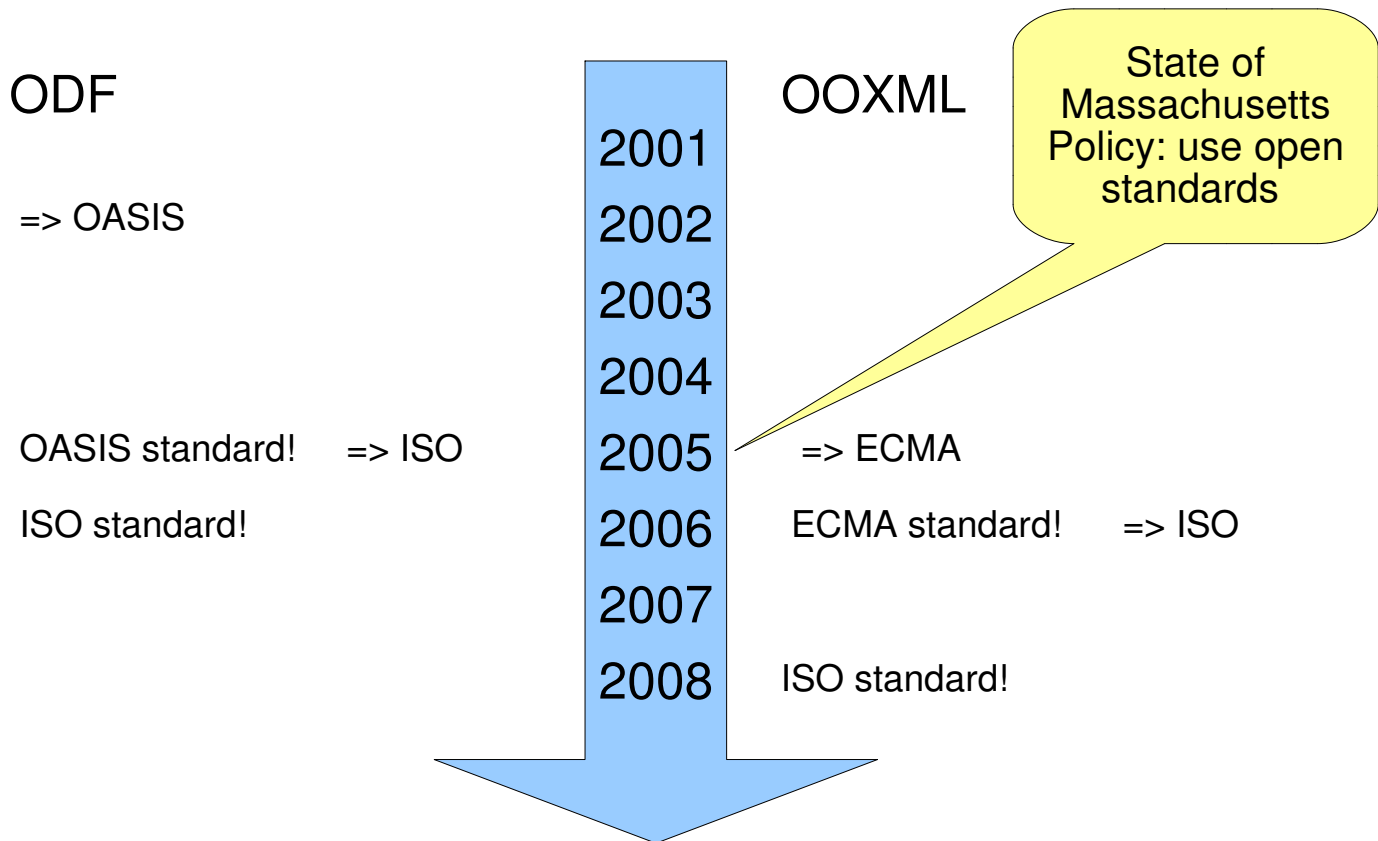 ODF
OOXML
State of
Massachusetts
Policy: use open
standards
2001
=> OASIS
2002
2003
2004
OASIS standard! => ISO
2005
=> ECMA
ISO standard!
2006
ECMA standard! => ISO
2007
2008
ISO standard!